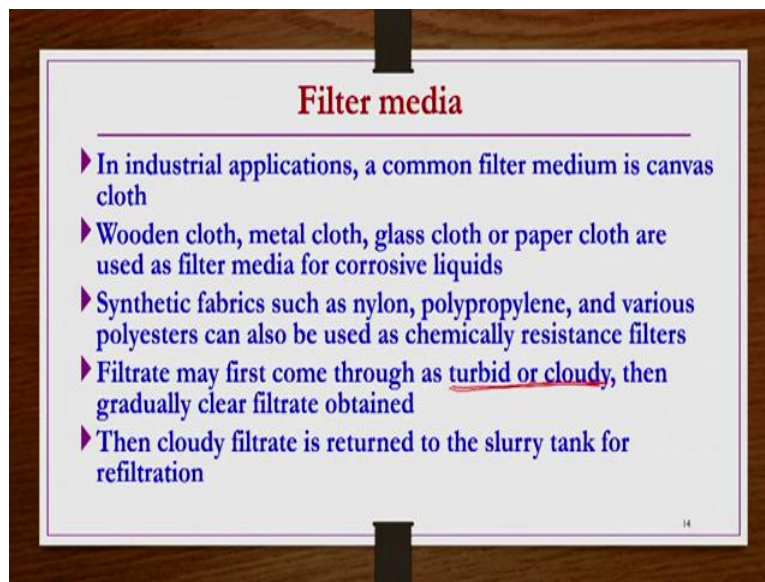 Filter media
In industrial applications, a common filter medium is canvas
cloth
Wooden cloth, metal cloth, glass cloth or paper cloth are
used as filter media for corrosive liquids
Synthetic fabrics such as nylon, polypropylene, and various
polyesters can also be used as chemically resistance filters
Filtrate may first come through as turbid or cloudy, then
gradually clear filtrate obtained
Then cloudy filtrate is returned to the slurry tank for
refiltration
14